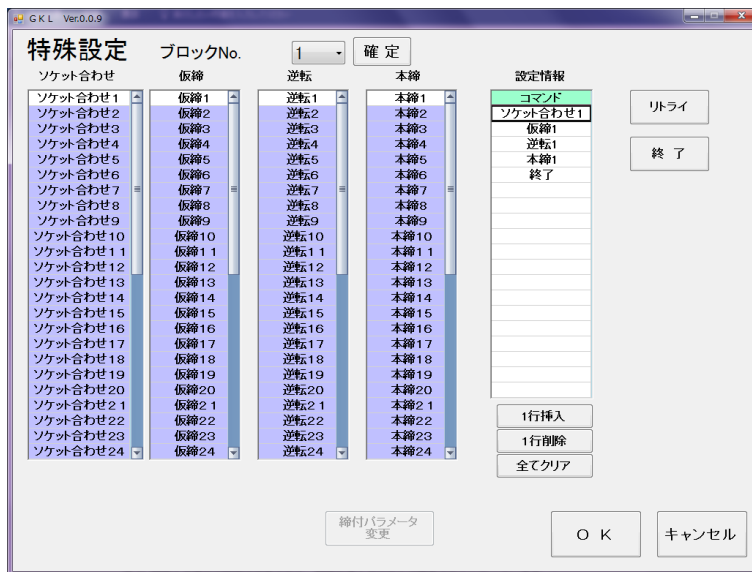 GKL Ver.0.0.9
特殊設定 ブロックNo. 1 確 定
ソケット合わせ 仮締 逆転 本締 設定情報
ソケット合わせ1 仮締1 逆転1 本締1 コマンド
ソケット合わせ2 仮締2 逆転2 本締2 ソケット合わせ1
ソケット合わせ3 仮締3 逆転3 本締3 仮締1
ソケット合わせ4 仮締4 逆転4 本締4 逆転1
ソケット合わせ5 仮締5 逆転5 本締5 本締1
ソケット合わせ6 仮締6 逆転6 本締6 終了
ソケット合わせ7 仮締7 逆転7 本締7
ソケット合わせ8 仮締8 逆転8 本締8
ソケット合わせ9 仮締9 逆転9 本締9
ソケット合わせ10 仮締10 逆転10 本締10
ソケット合わせ11 仮締11 逆転11 本締11
ソケット合わせ12 仮締12 逆転12 本締12
ソケット合わせ13 仮締13 逆転13 本締13
ソケット合わせ14 仮締14 逆転14 本締14
ソケット合わせ15 仮締15 逆転15 本締15
ソケット合わせ16 仮締16 逆転16 本締16
ソケット合わせ17 仮締17 逆転17 本締17
ソケット合わせ18 仮締18 逆転18 本締18
ソケット合わせ19 仮締19 逆転19 本締19
ソケット合わせ20 仮締20 逆転20 本締20
ソケット合わせ21 仮締21 逆転21 本締21
ソケット合わせ22 仮締22 逆転22 本締22
ソケット合わせ23 仮締23 逆転23 本締23
ソケット合わせ24 仮締24 逆転24 本締24
リトライ
終 了
1行挿入
1行削除
全てクリア
締付パラメータ
変更
O K
キャンセル